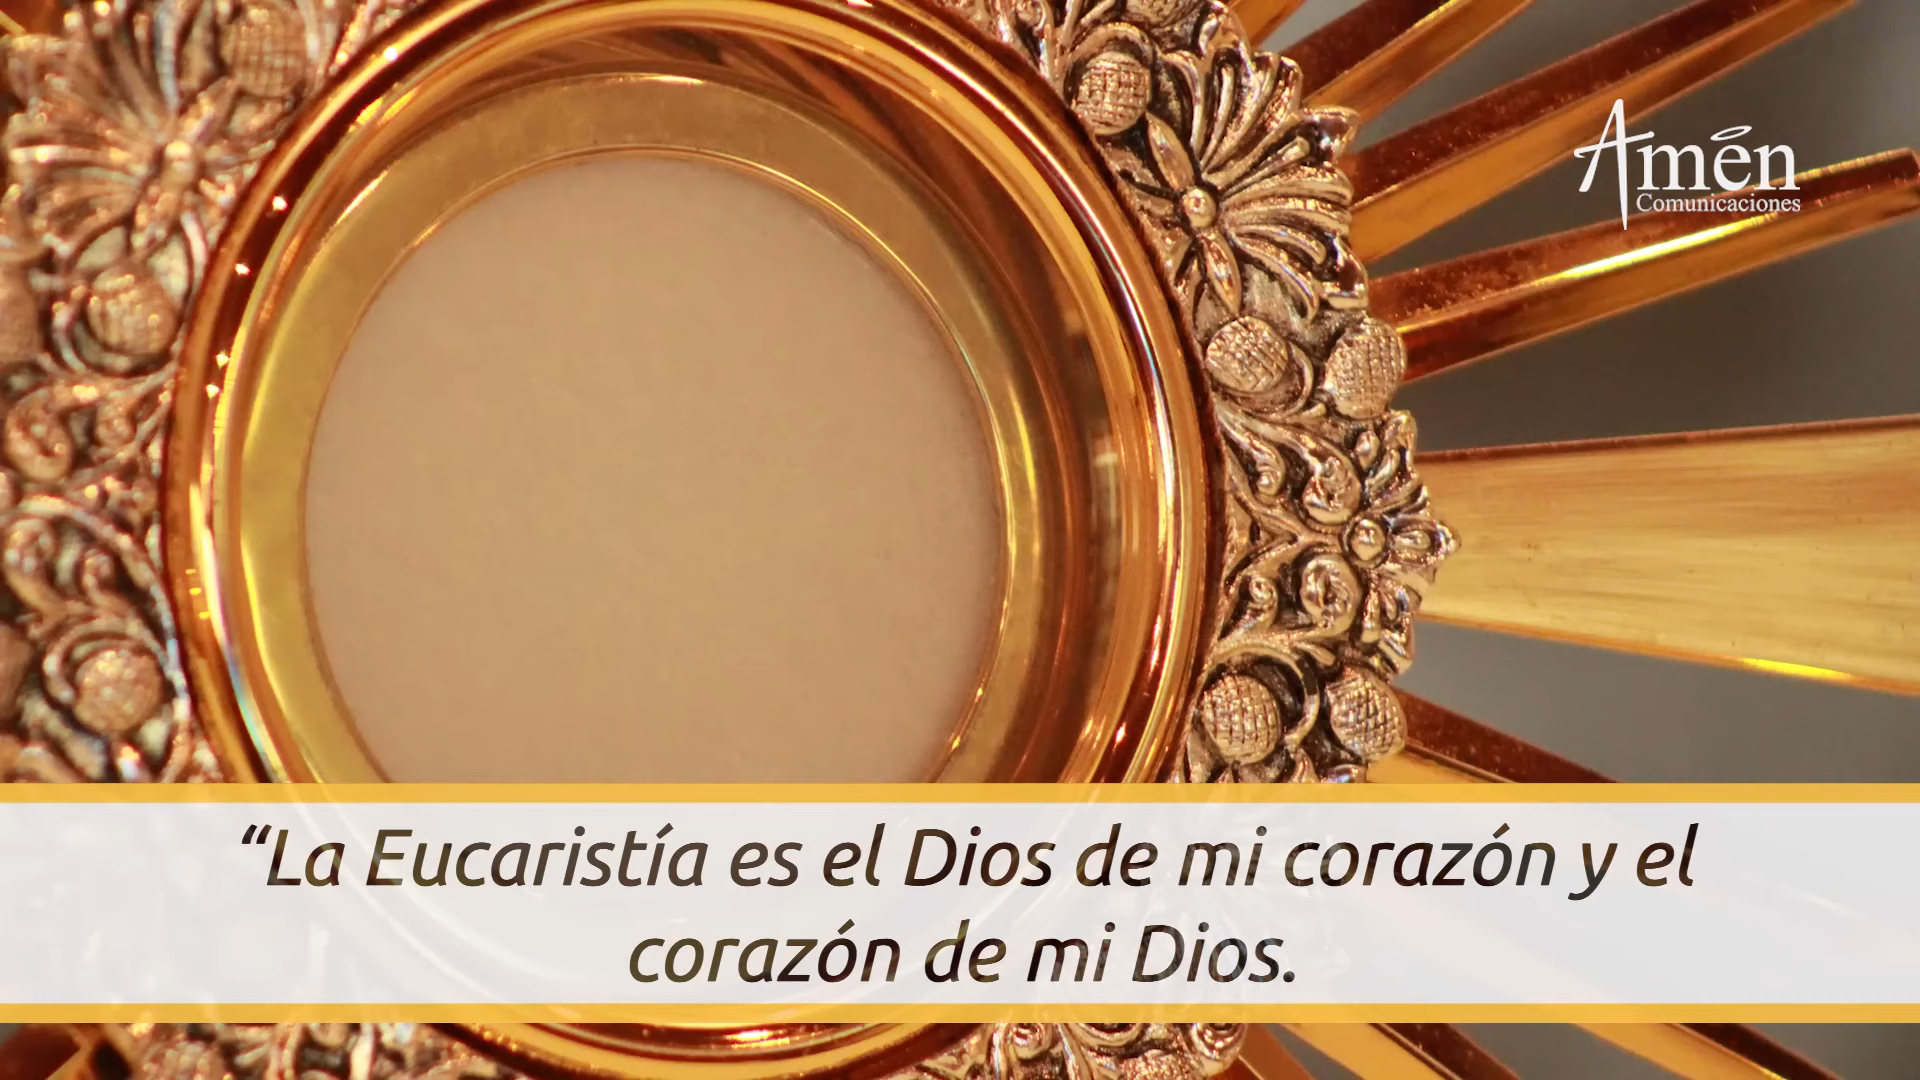 Amén
Comunicaciones
“La Eucaristía es el Dios de mi corazón y el
corazón de mi Dios.